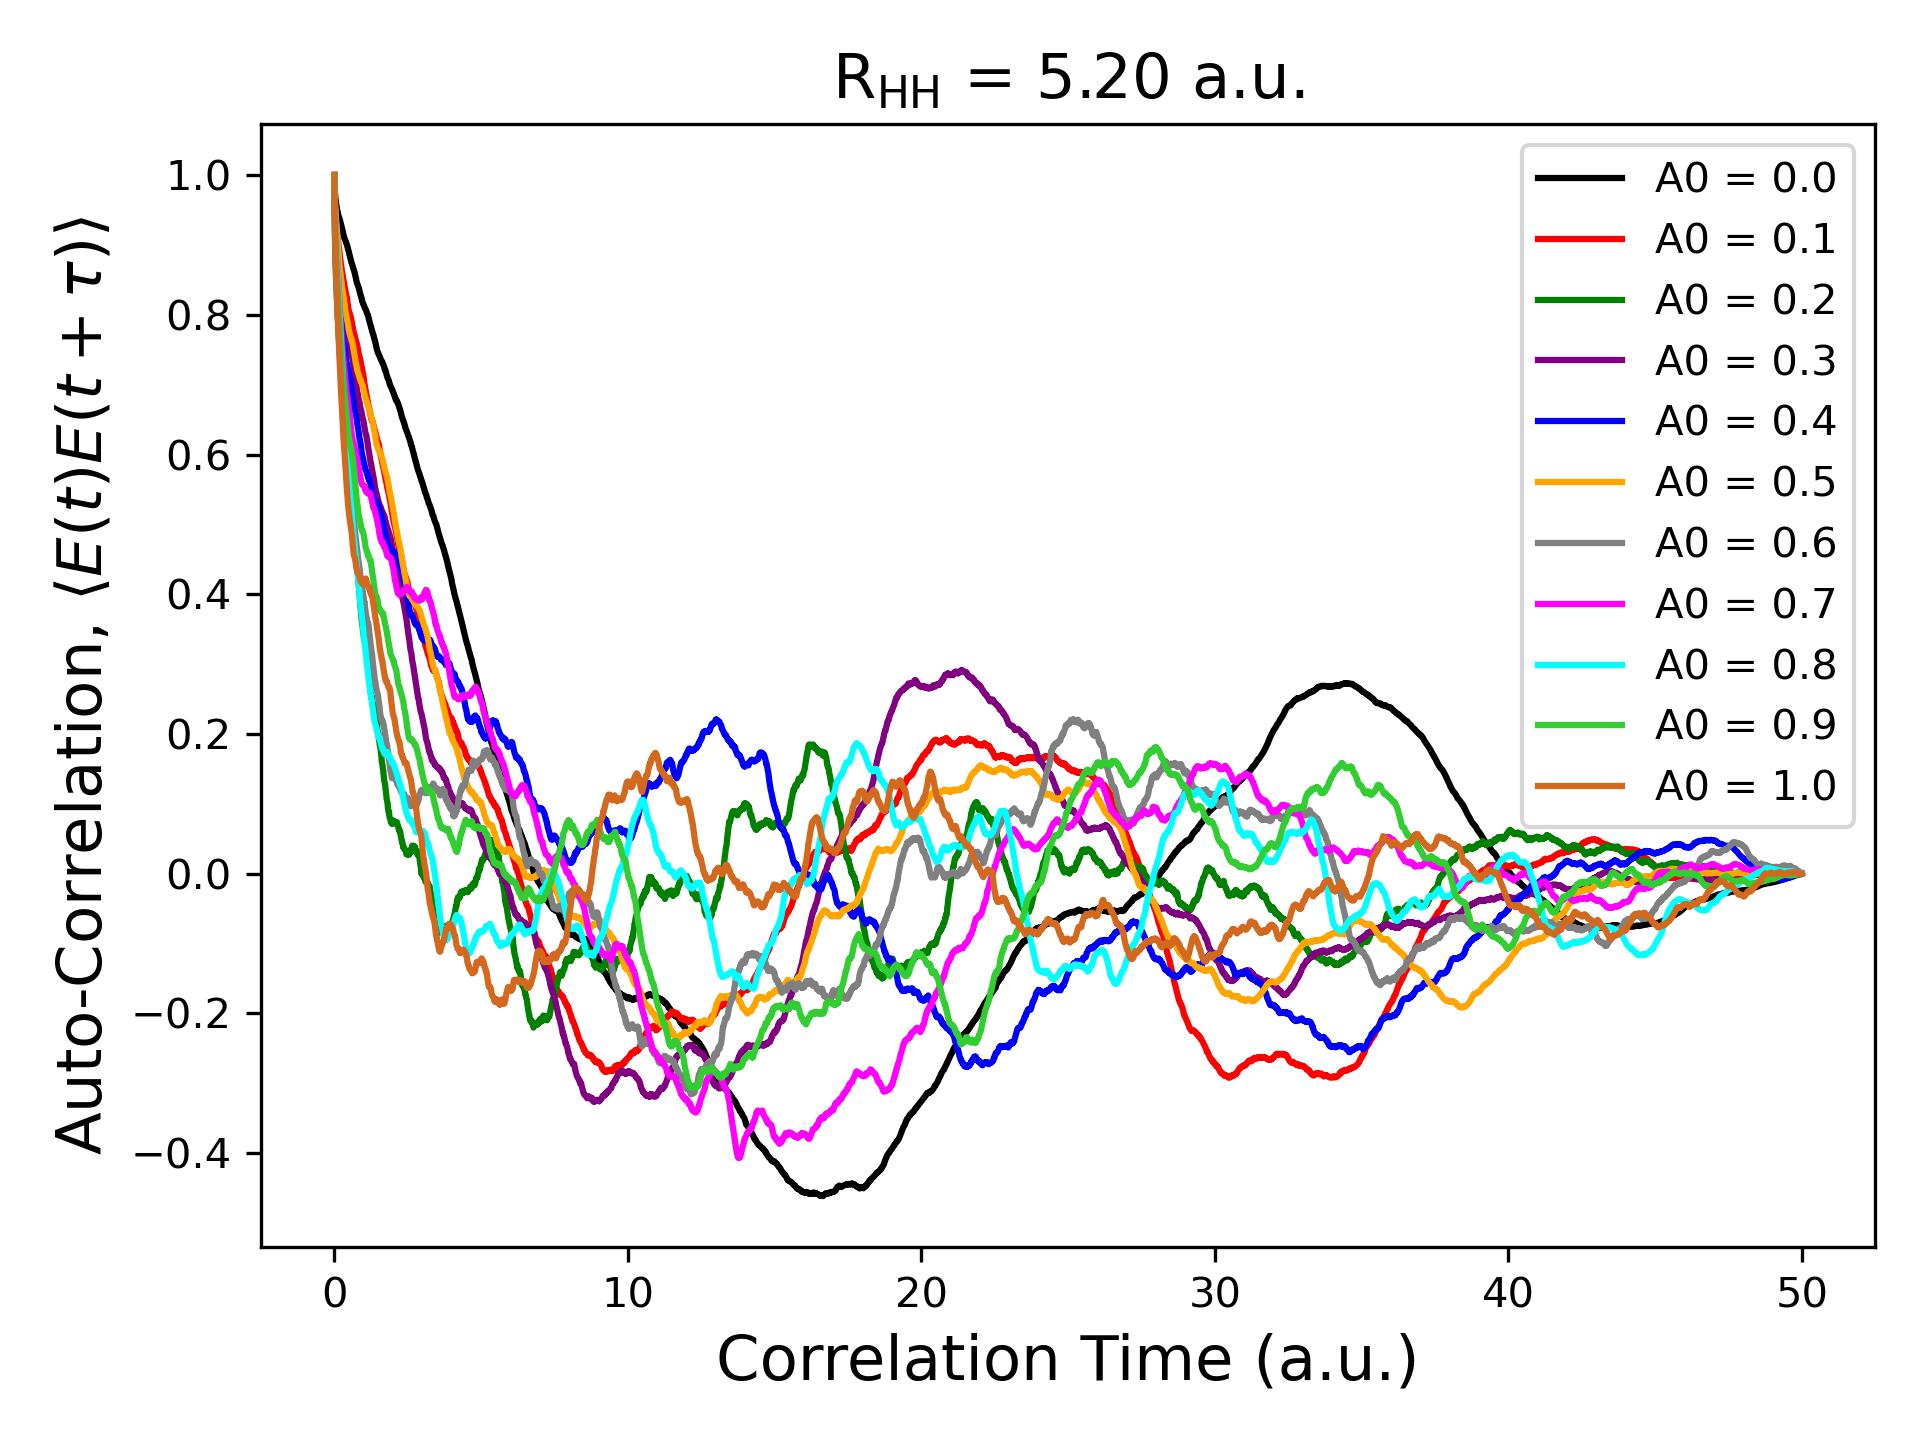 R_HH = 5.20 a.u.
Auto-Correlation, ⟨E(t)E(t + τ)⟩
1.0
0.8
0.6
0.4
0.2
0.0
−0.2
−0.4
A0 = 0.0
A0 = 0.1
A0 = 0.2
A0 = 0.3
A0 = 0.4
A0 = 0.5
A0 = 0.6
A0 = 0.7
A0 = 0.8
A0 = 0.9
A0 = 1.0
0 10 20 30 40 50
Correlation Time (a.u.)